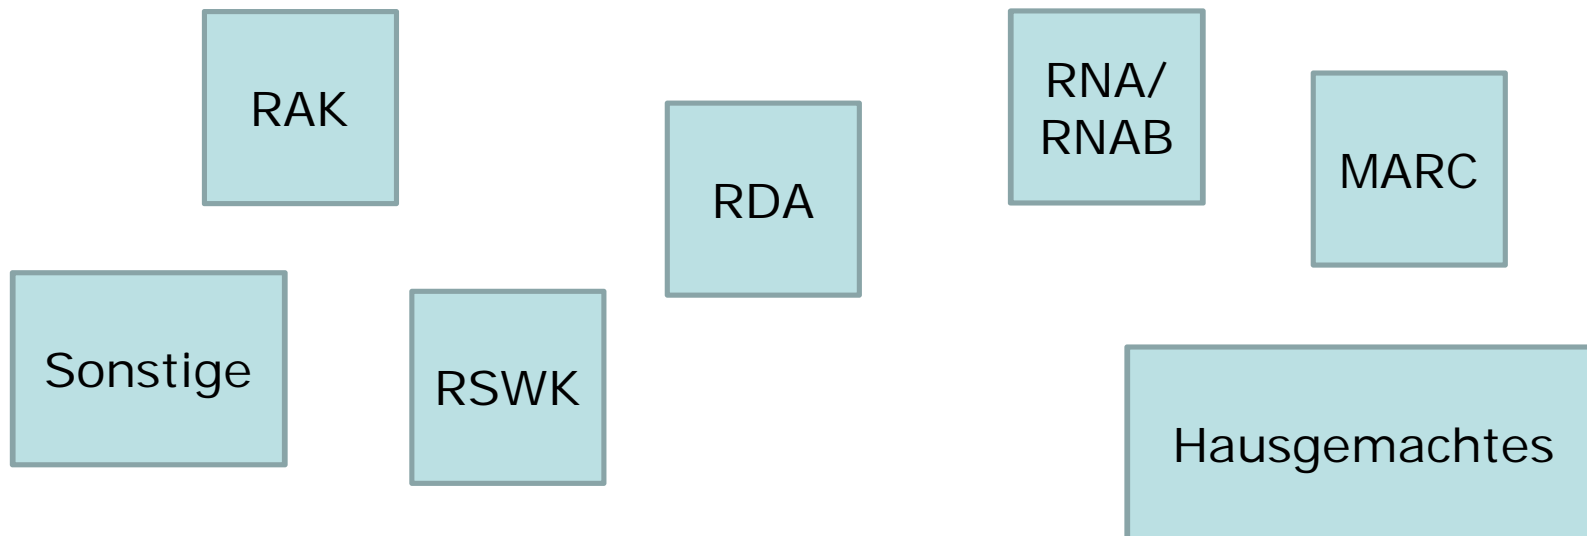 RAK
RNA/
RNAB
RDA
MARC
Sonstige
RSWK
Hausgemachtes